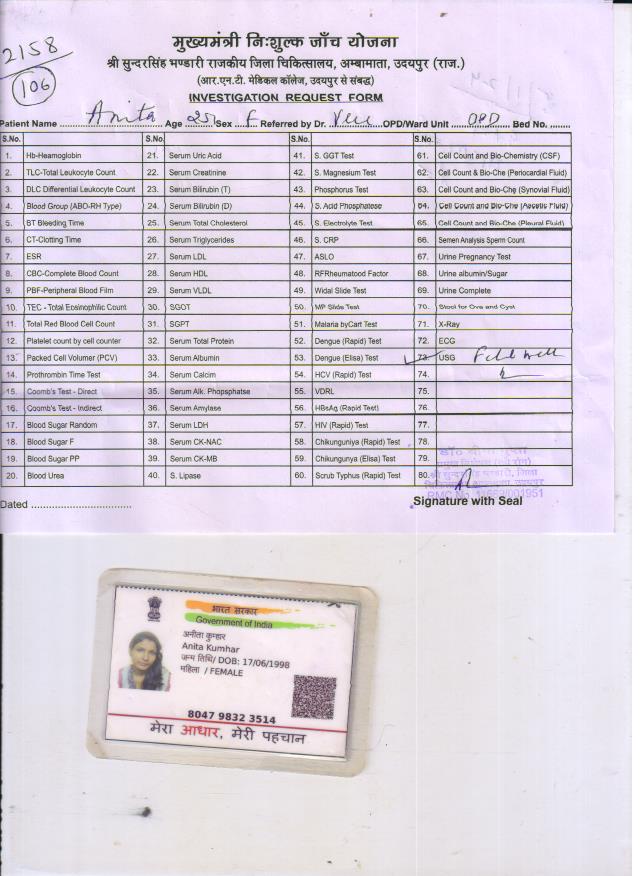 2158
106
मुख्यमंत्री निःशुल्क जाँच योजना
श्री सुन्दरसिंह भण्डारी राजकीय जिला चिकित्सालय, अम्बामाता, उदयपुर (राज.)
(आर.एन.टी. मेडिकल कॉलेज, उदयपुर से संबद्ध)
INVESTIGATION REQUEST FORM
Patient Name Anita Age 25 Sex F Referred by Dr. OPD/Ward Unit OPD Bed No.
S.No. S.No. S.No. S.No.
1. Hb-Heamoglobin 21. Serum Uric Acid 41. S. GGT Test 61. Cell Count and Bio-Chemistry (CSF)
2. TLC-Total Leukocyte Count 22. Serum Creatinine 42. S. Magnesium Test 62. Cell Count & Bio-Che (Periocardial Fluid)
3. DLC Differential Leukocyte Count 23. Serum Bilirubin (T) 43. Phosphorus Test 63. Cell Count and Bio-Che (Synovial Fluid)
4. Blood Group (ABO-RH Type) 24. Serum Bilirubin (D) 44. S. Acid Phosphatese 64. Cell Count and Bio-Che (Ascetic Fluid)
5. BT Bleeding Time 25. Serum Total Cholesterol 45. S. Electrolyte Test 65. Cell Count and Bio-Che (Pleural Fluid)
6. CT-Clotting Time 26. Serum Triglycerides 46. S. CRP 66. Semen Analysis Sperm Count
7. ESR 27. Serum LDL 47. ASLO 67. Urine Pregnancy Test
8. CBC-Complete Blood Count 28. Serum HDL 48. RFRheumatood Factor 68. Urine albumin/Sugar
9. PBF-Peripheral Blood Film 29. Serum VLDL 49. Widal Slide Test 69. Urine Complete
10. TEC - Total Eosinophilic Count 30. SGOT 50. MP Slide Test 70. Stool for Ova and Cyst
11. Total Red Blood Cell Count 31. SGPT 51. Malaria byCart Test 71. X-Ray
12. Platelet count by cell counter 32. Serum Total Protein 52. Dengue (Rapid) Test 72. ECG
13. Packed Cell Volumer (PCV) 33. Serum Albumin 53. Dengue (Elisa) Test 73. USG
14. Prothrombin Time Test 34. Serum Calcim 54. HCV (Rapid) Test 74.
15. Coomb's Test - Direct 35. Serum Alk. Phopsphatse 55. VDRL 75.
16. Coomb's Test - Indirect 36. Serum Amylase 56. HBsAg (Rapid Test) 76.
17. Blood Sugar Random 37. Serum LDH 57. HIV (Rapid) Test 77.
18. Blood Sugar F 38. Serum CK-NAC 58. Chikunguniya (Rapid) Test 78.
19. Blood Sugar PP 39. Serum CK-MB 59. Chikungunya (Elisa) Test 79.
20. Blood Urea 40. S. Lipase 60. Scrub Typhus (Rapid) Test 80.
Dated Signature with Seal
भारत सरकार
Government of India
अनीता कुम्हार
Anita Kumhar
जन्म तिथि/ DOB: 17/06/1998
महिला / FEMALE
8047 9832 3514
मेरा आधार, मेरी पहचान